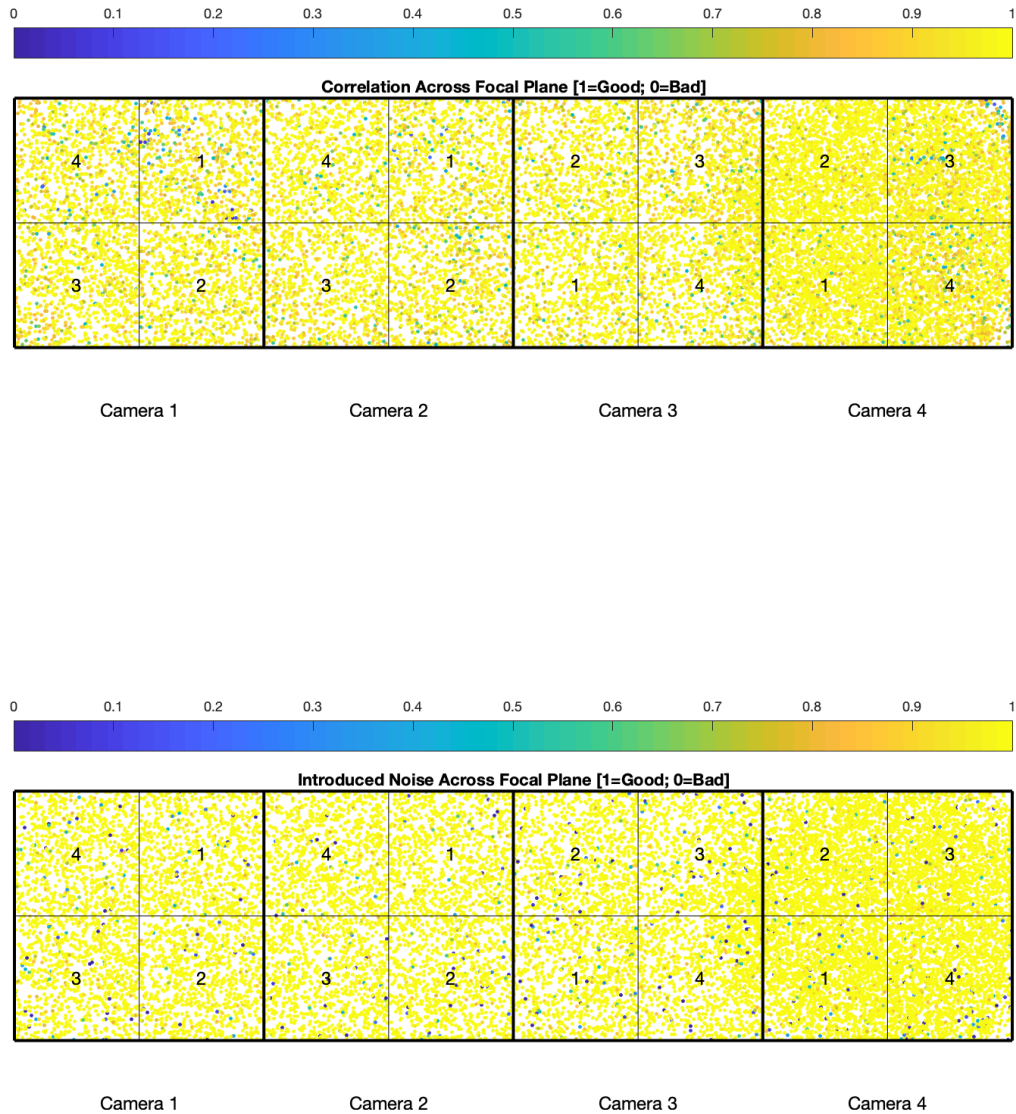 0 0.1 0.2 0.3 0.4 0.5 0.6 0.7 0.8 0.9 1
Correlation Across Focal Plane [1=Good; 0=Bad]
4 1 4 1 2 3 2 3
3 2 3 2 1 4 1 4
Camera 1 Camera 2 Camera 3 Camera 4
0 0.1 0.2 0.3 0.4 0.5 0.6 0.7 0.8 0.9 1
Introduced Noise Across Focal Plane [1=Good; 0=Bad]
4 1 4 1 2 3 2 3
3 2 3 2 1 4 1 4
Camera 1 Camera 2 Camera 3 Camera 4